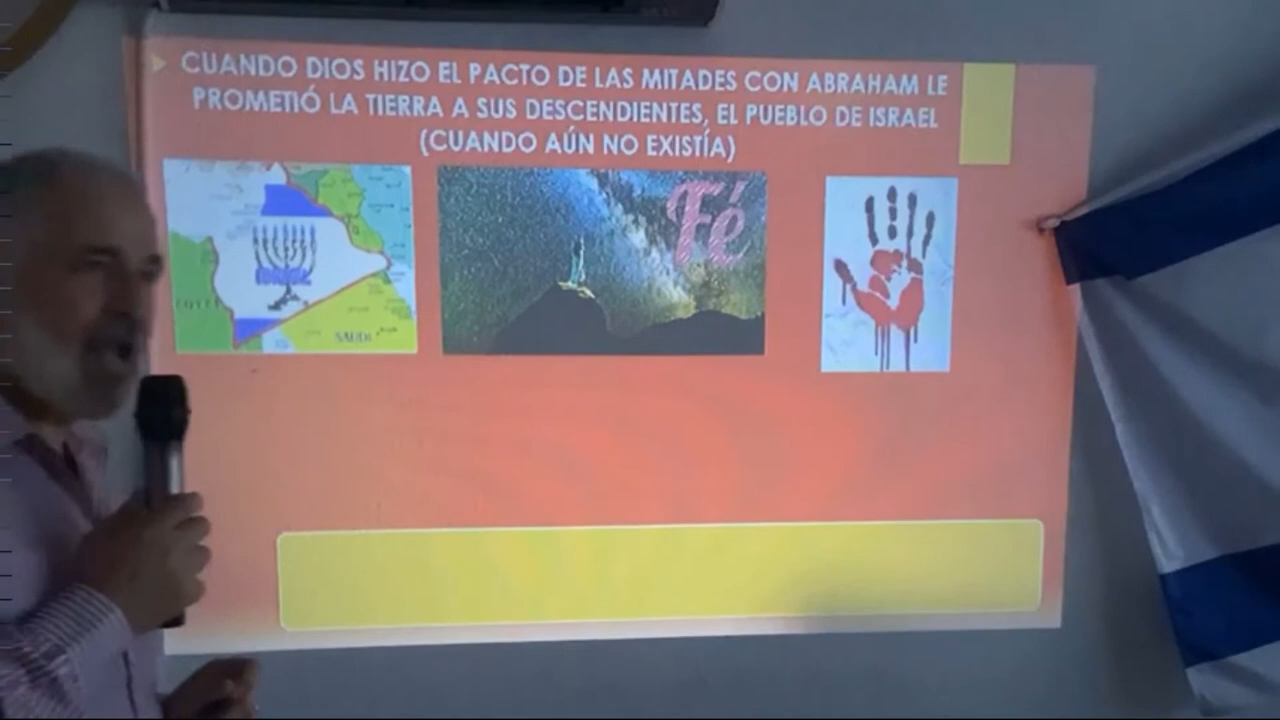 CUANDO DIOS HIZO EL PACTO DE LAS MITADES CON ABRAHAM LE
PROMETIÓ LA TIERRA A SUS DESCENDIENTES, EL PUEBLO DE ISRAEL
(CUANDO AÚN NO EXISTÍA)
Fé
EGYPT
SAUDI